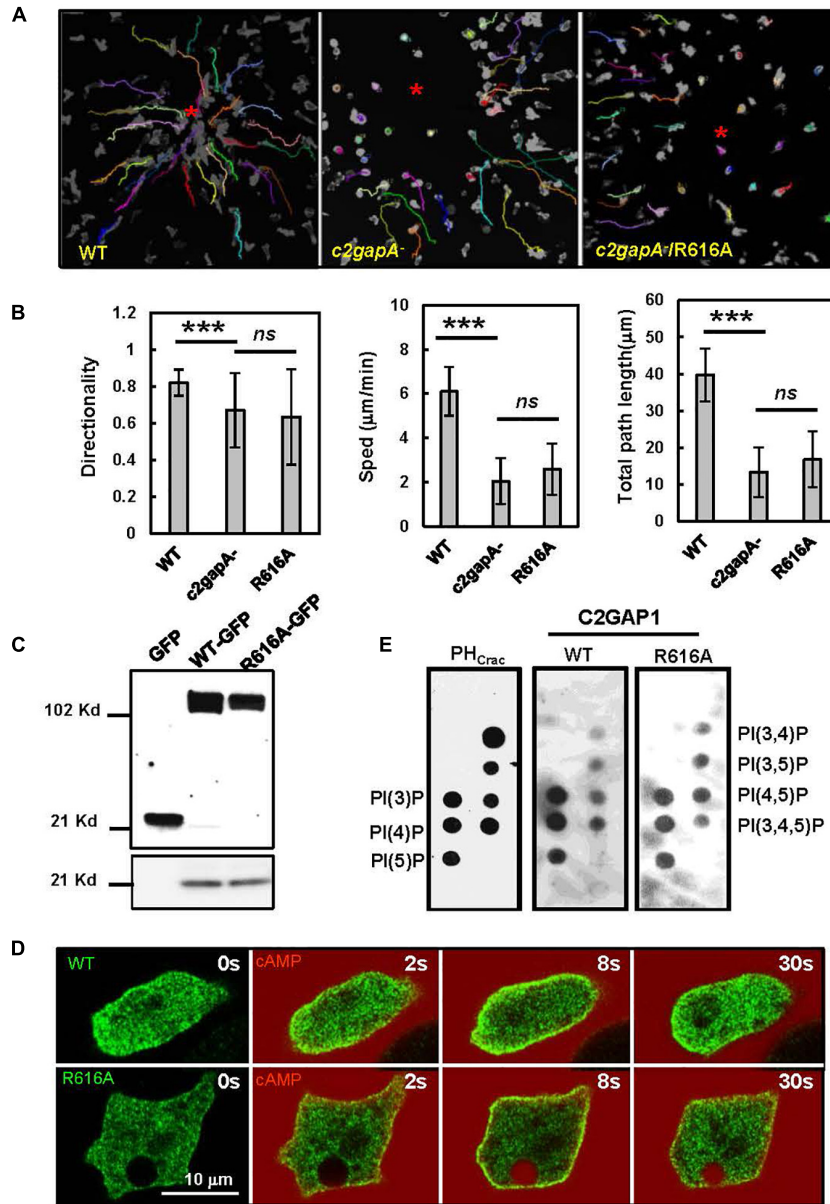 A
*
*
*
WT
c2gapA-
c2gapA-/R616A
B
1.2
1
0.8
0.6
0.4
0.2
0
Directionality
***
ns
WT
c2gapA-
R616A
10
8
6
4
2
0
Sped (μm/min)
***
ns
WT
c2gapA-
R616A
60
50
40
30
20
10
0
Total path length(μm)
***
ns
WT
c2gapA-
R616A
C
GFP
WT-GFP
R616A-GFP
102 Kd
21 Kd
21 Kd
E
C2GAP1
PHCrac
WT
R616A
PI(3)P
PI(4)P
PI(5)P
PI(3,4)P
PI(3,5)P
PI(4,5)P
PI(3,4,5)P
D
WT
0s
cAMP
2s
8s
30s
R616A
0s
cAMP
2s
8s
30s
10 μm